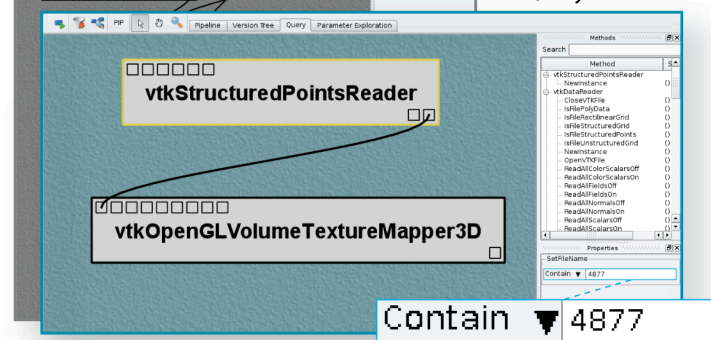 PIP Pipeline Version Tree Query Parameter Exploration
Methods
Search
Method S
vtkStructuredPointsReader
NewInstance ()
vtkDataReader
CloseVTKFile ()
IsFilePolyData ()
IsFileRectilinearGrid ()
IsFileStructuredGrid ()
IsFileStructuredPoints ()
IsFileUnstructuredGrid ()
NewInstance ()
OpenVTKFile ()
ReadAllColorScalarsOff ()
ReadAllColorScalarsOn ()
ReadAllFieldsOff ()
ReadAllFieldsOn ()
ReadAllNormalsOff ()
ReadAllNormalsOn ()
ReadAllScalarsOff ()
ReadAllScalarsOn ()
vtkStructuredPointsReader
vtkOpenGLVolumeTextureMapper3D
Properties
SetFileName
Contain 4877
Contain 4877